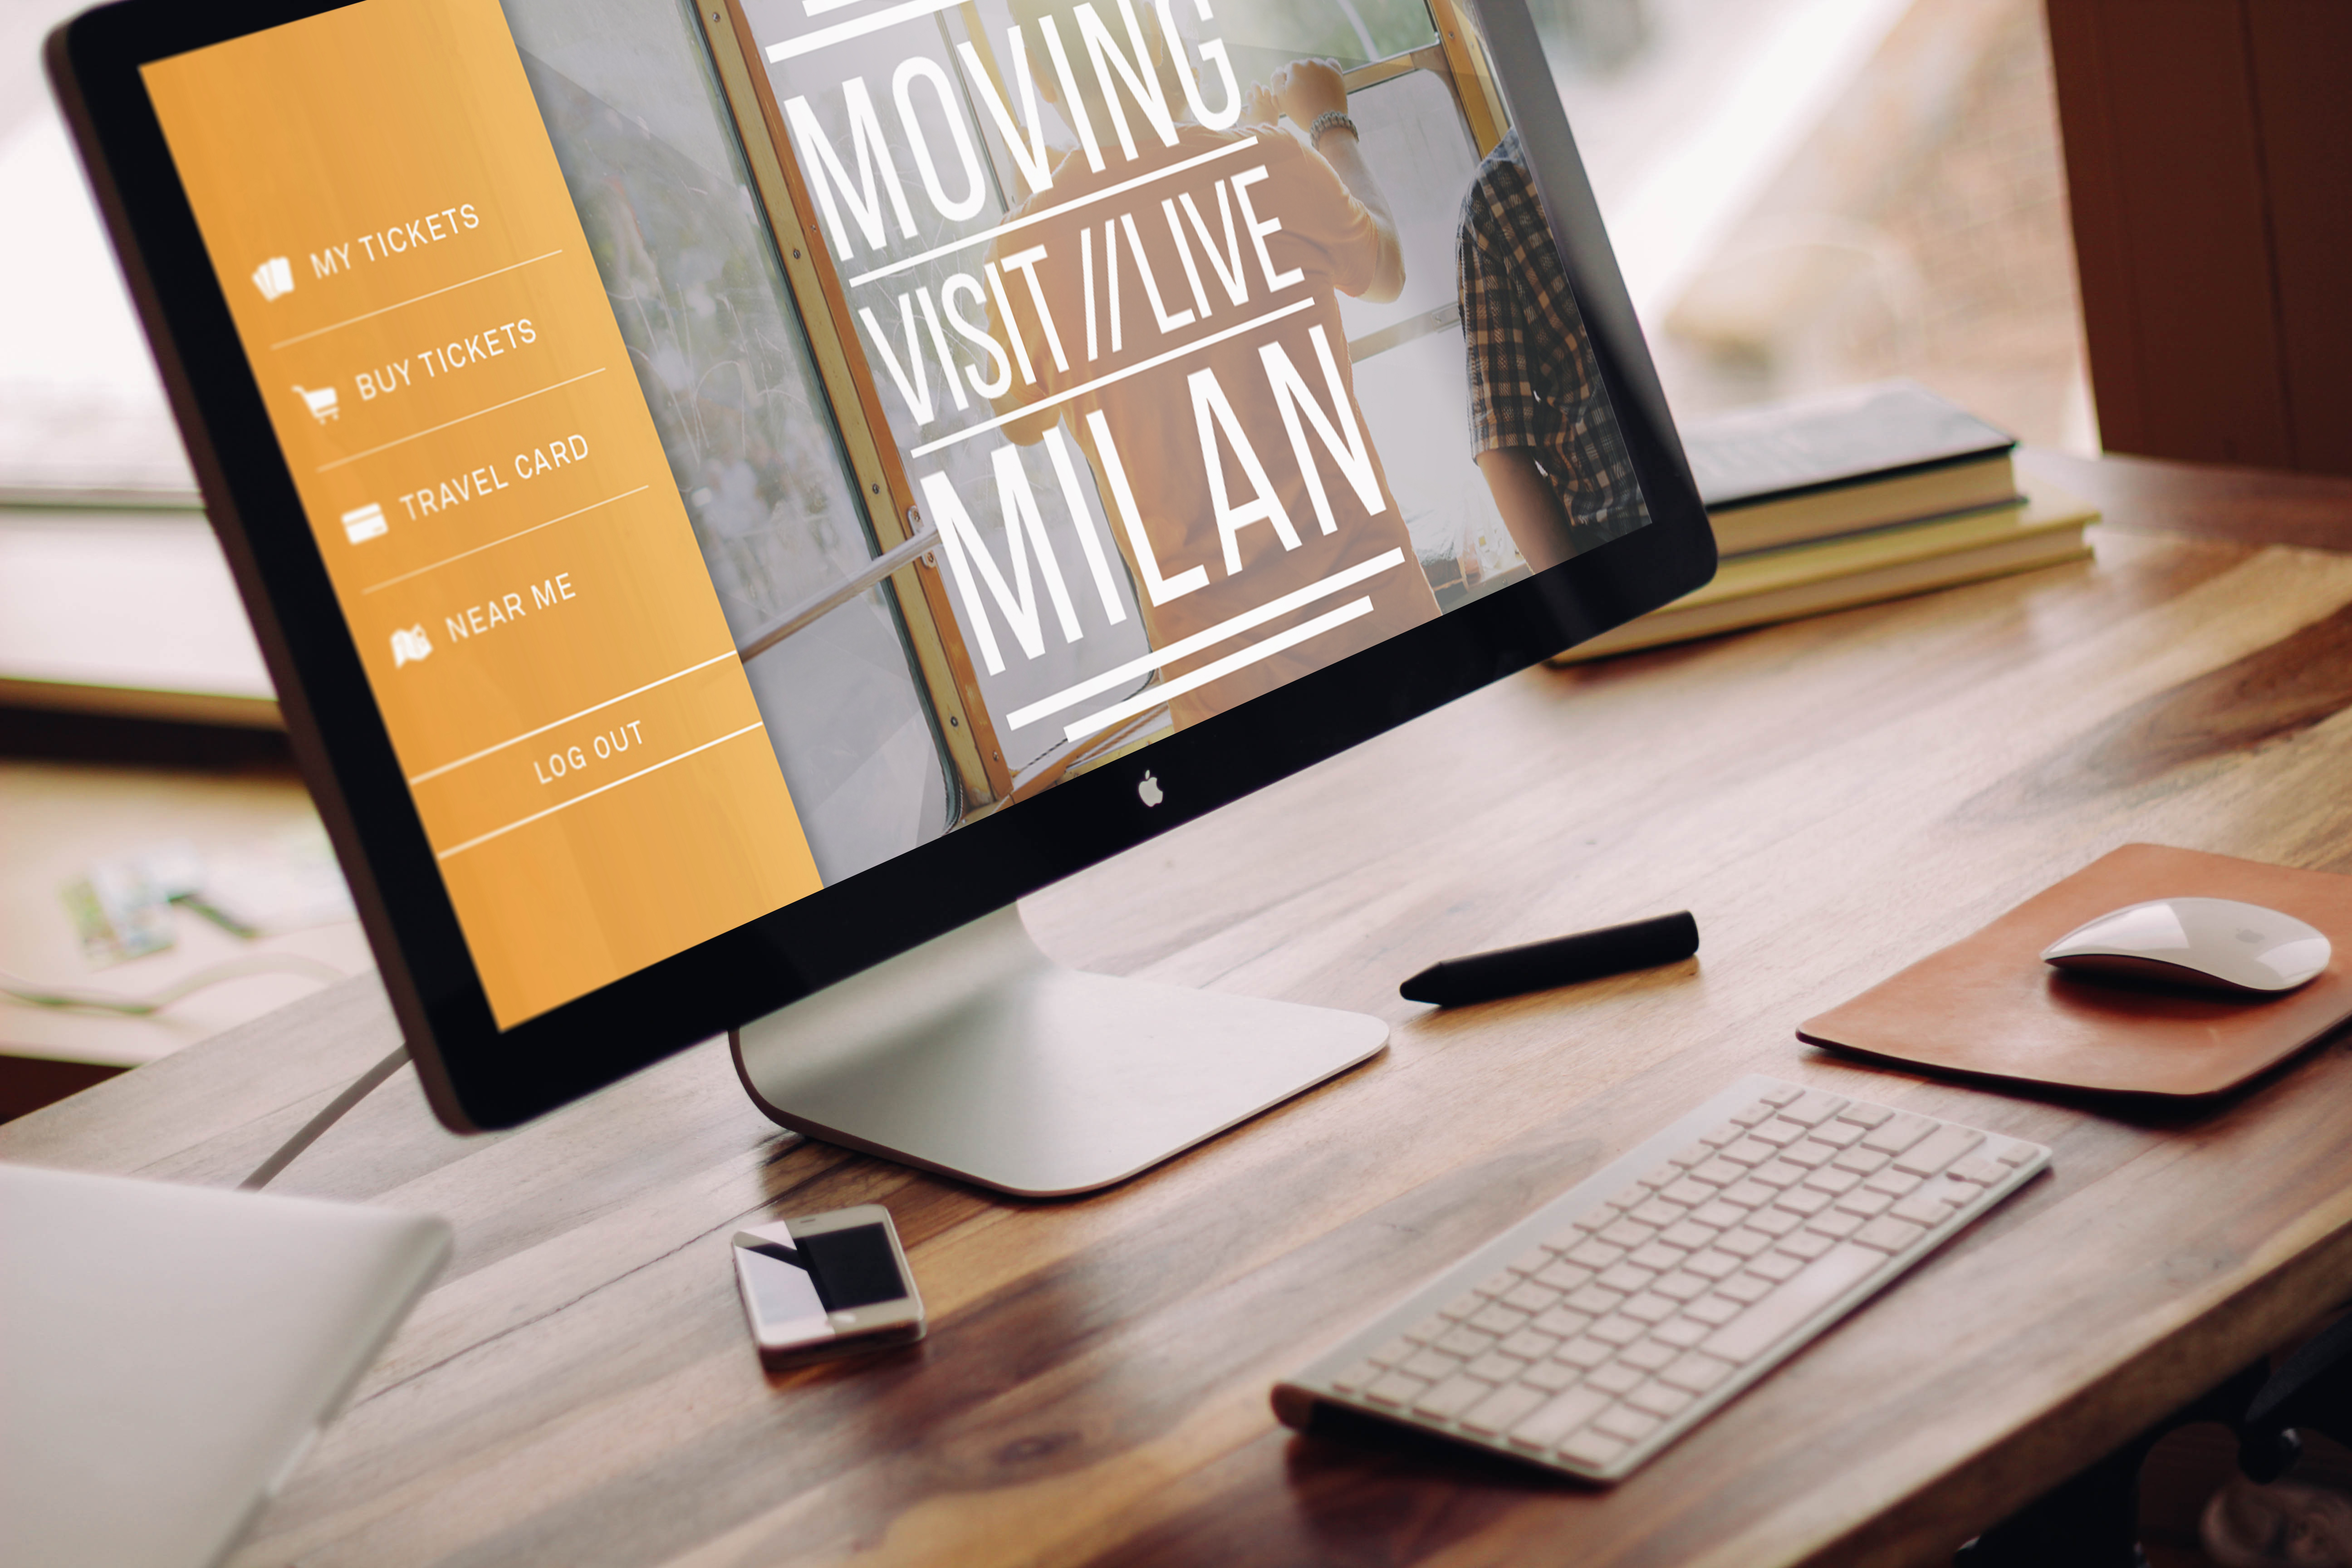 MY TICKETS
BUY TICKETS
TRAVEL CARD
NEAR ME
LOG OUT
MOVING
VISIT//LIVE
MILAN